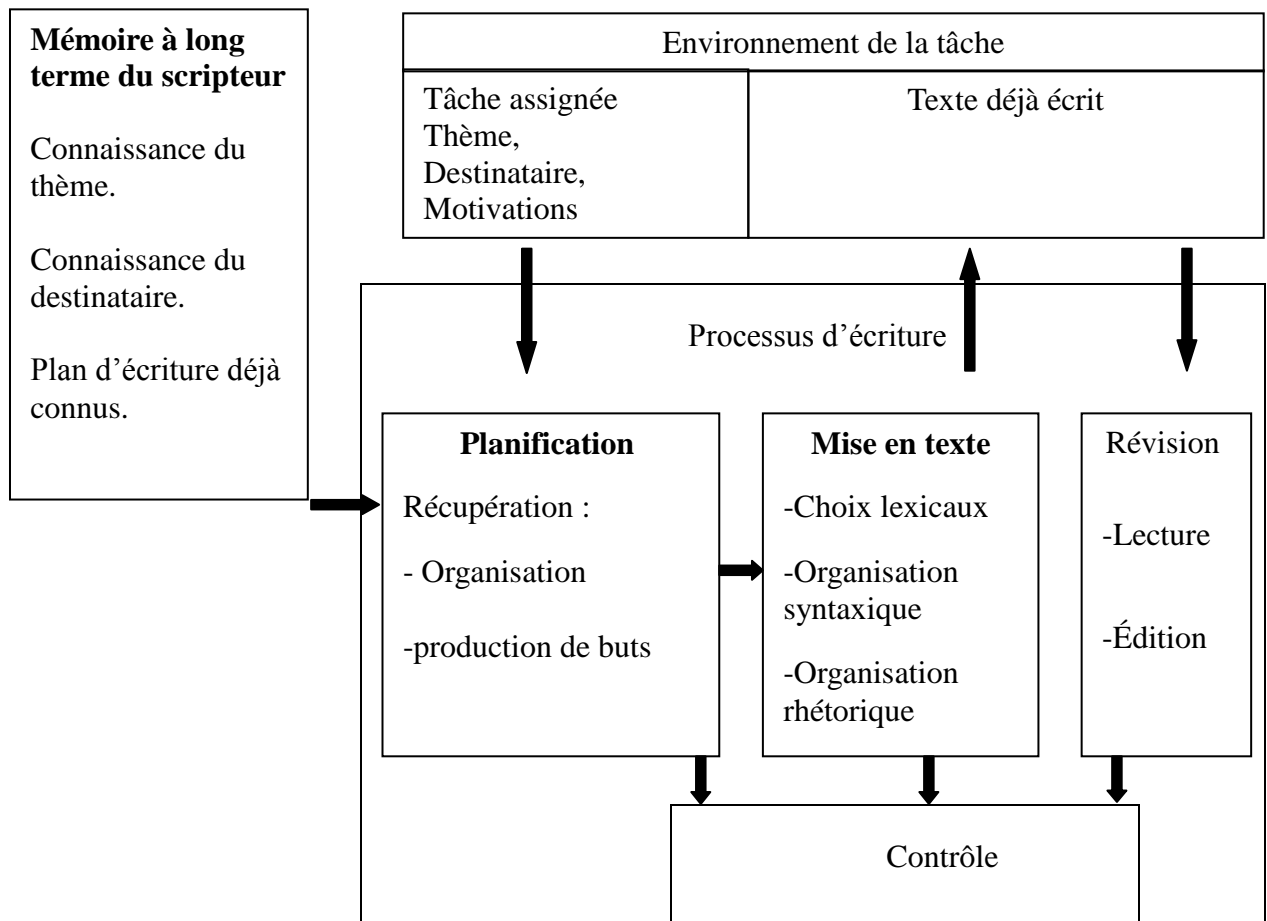 Mémoire à long
terme du scripteur
Connaissance du
thème.
Connaissance du
destinataire.
Plan d’écriture déjà
connus.
Environnement de la tâche
Tâche assignée
Thème,
Destinataire,
Motivations
Texte déjà écrit
Processus d’écriture
Planification
Récupération :
- Organisation
-production de buts
Mise en texte
-Choix lexicaux
-Organisation
syntaxique
-Organisation
rhétorique
Révision
-Lecture
-Édition
Contrôle